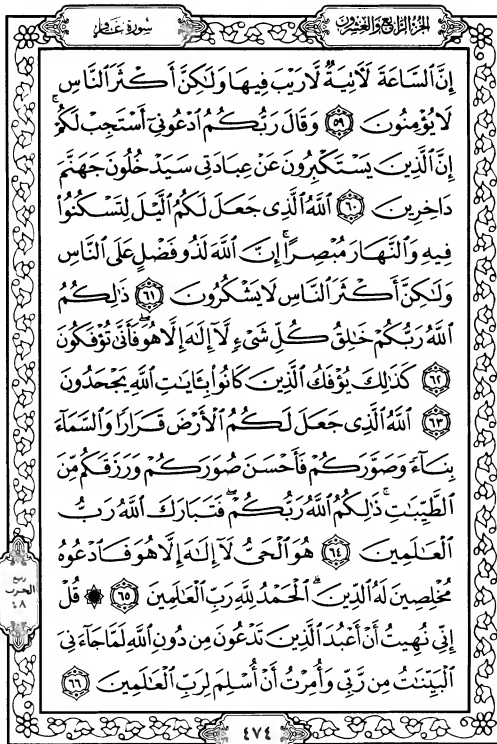 الجزء الرابع والعشرون
سورة غافر
إِنَّ ٱلسَّاعَةَ لَـَٔاتِيَةٌ لَّا رَيْبَ فِيهَا وَلَـٰكِنَّ أَكْثَرَ ٱلنَّاسِ
لَا يُؤْمِنُونَ ٥٩ وَقَالَ رَبُّكُمُ ٱدْعُونِىٓ أَسْتَجِبْ لَكُمْ ۚ
إِنَّ ٱلَّذِينَ يَسْتَكْبِرُونَ عَنْ عِبَادَتِى سَيَدْخُلُونَ جَهَنَّمَ
دَاخِرِينَ ٦٠ ٱللَّهُ ٱلَّذِى جَعَلَ لَكُمُ ٱلَّيْلَ لِتَسْكُنُوا۟
فِيهِ وَٱلنَّهَارَ مُبْصِرًا ۚ إِنَّ ٱللَّهَ لَذُو فَضْلٍ عَلَى ٱلنَّاسِ
وَلَـٰكِنَّ أَكْثَرَ ٱلنَّاسِ لَا يَشْكُرُونَ ٦١ ذَٰلِكُمُ
ٱللَّهُ رَبُّكُمْ خَـٰلِقُ كُلِّ شَىْءٍ لَّآ إِلَـٰهَ إِلَّا هُوَ ۖ فَأَنَّىٰ تُؤْفَكُونَ
٦٢ كَذَٰلِكَ يُؤْفَكُ ٱلَّذِينَ كَانُوا۟ بِـَٔايَـٰتِ ٱللَّهِ يَجْحَدُونَ
٦٣ ٱللَّهُ ٱلَّذِى جَعَلَ لَكُمُ ٱلْأَرْضَ قَرَارًا وَٱلسَّمَآءَ
بِنَآءً وَصَوَّرَكُمْ فَأَحْسَنَ صُوَرَكُمْ وَرَزَقَكُم مِّنَ
ٱلطَّيِّبَـٰتِ ۚ ذَٰلِكُمُ ٱللَّهُ رَبُّكُمْ ۖ فَتَبَارَكَ ٱللَّهُ رَبُّ
ٱلْعَـٰلَمِينَ ٦٤ هُوَ ٱلْحَىُّ لَآ إِلَـٰهَ إِلَّا هُوَ فَٱدْعُوهُ
مُخْلِصِينَ لَهُ ٱلدِّينَ ۗ ٱلْحَمْدُ لِلَّهِ رَبِّ ٱلْعَـٰلَمِينَ ٦٥ ۞ قُلْ
إِنِّى نُهِيتُ أَنْ أَعْبُدَ ٱلَّذِينَ تَدْعُونَ مِن دُونِ ٱللَّهِ لَمَّا جَآءَنِىَ
ٱلْبَيِّنَـٰتُ مِن رَّبِّى وَأُمِرْتُ أَنْ أُسْلِمَ لِرَبِّ ٱلْعَـٰلَمِينَ ٦٦
ربع
الحزب
٤٨
٤٧٤